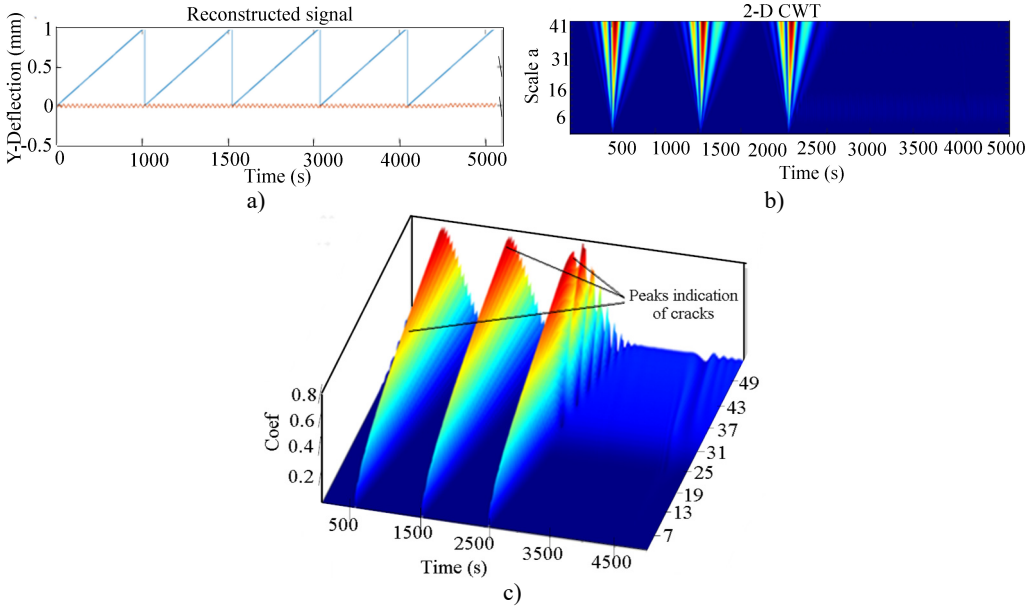 a) Reconstructed signal
Y-Deflection (mm)
1
0.5
0
-0.5
0 1000 1500 3000 4000 5000
Time (s)
a)
b) 2-D CWT
Scale a
41
31
16
6
500 1000 1500 2000 2500 3000 3500 4000 5000
Time (s)
b)
Peaks indication
of cracks
Coef
0.8
0.6
0.4
0.2
49
43
37
31
25
19
13
7
500 1500 2500 3500 4500
Time (s)
c)